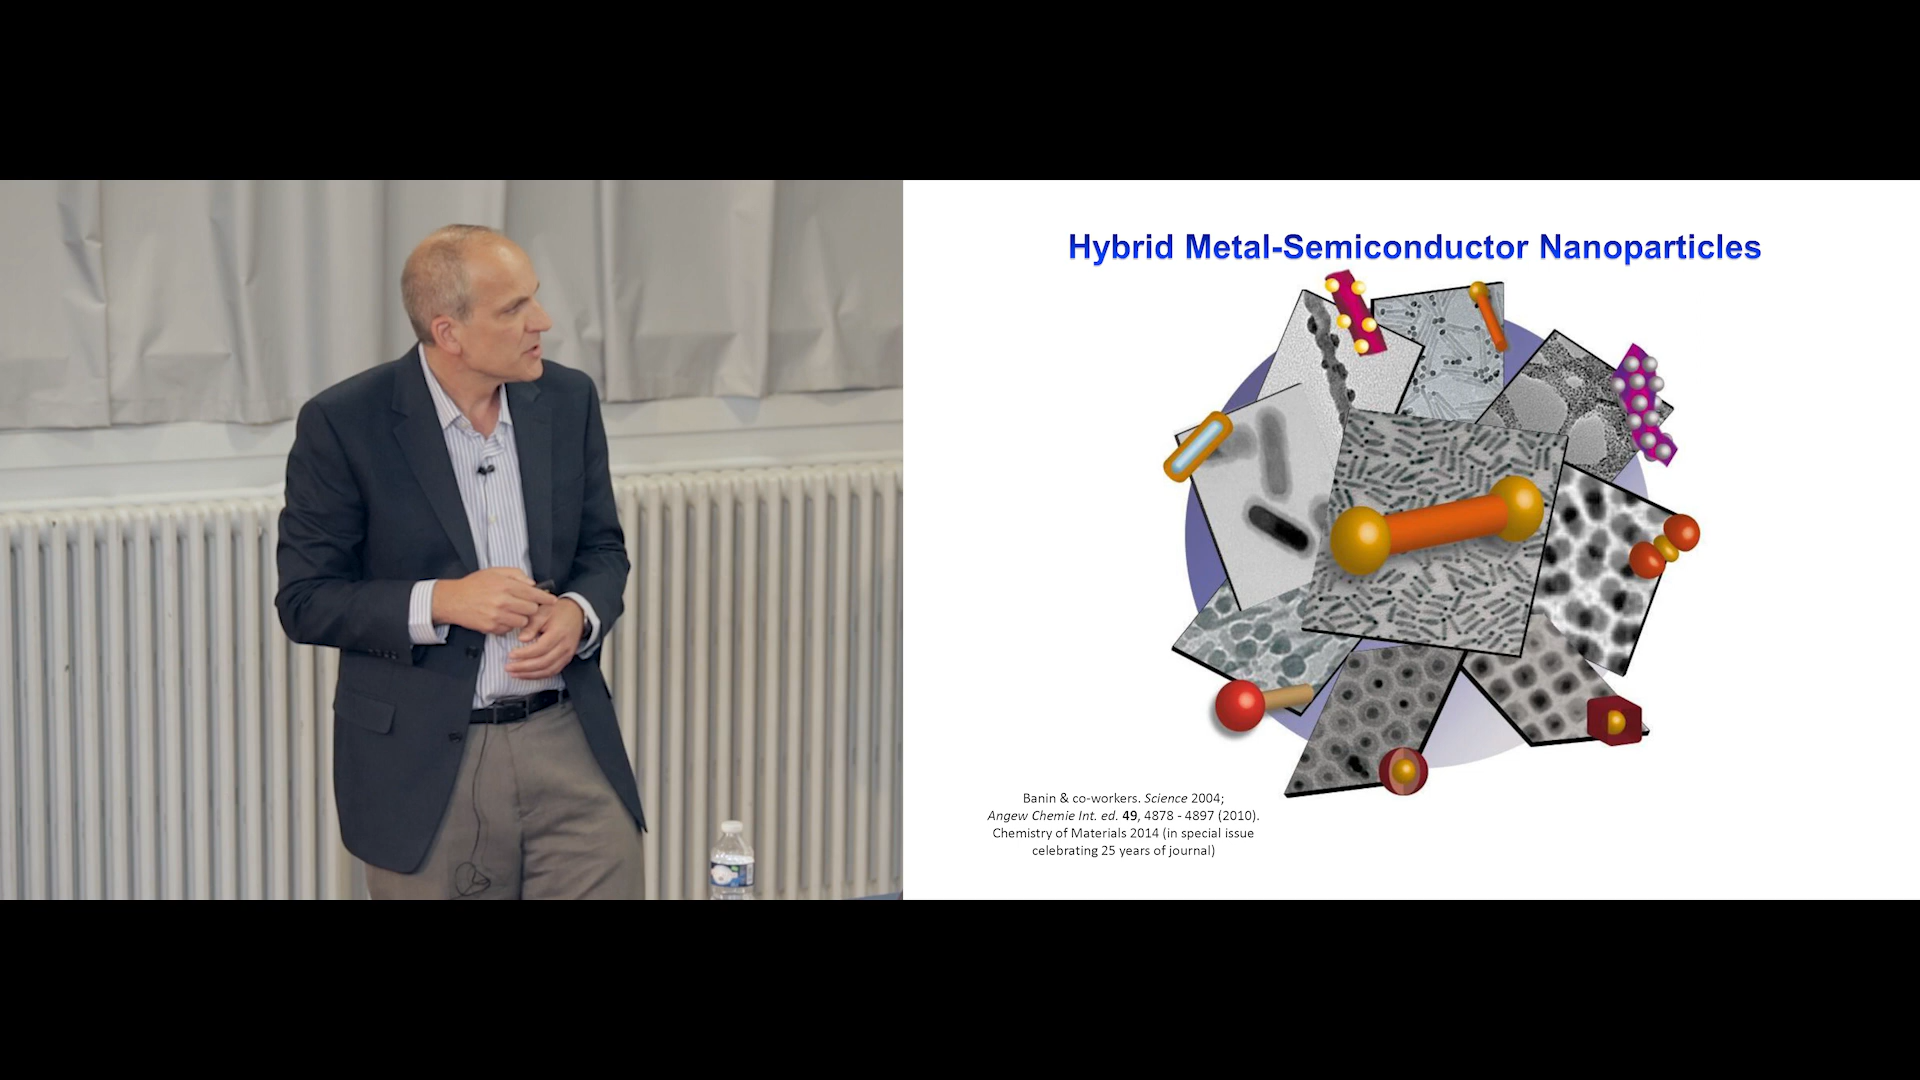 Hybrid Metal-Semiconductor Nanoparticles
Banin & co-workers. Science 2004;
Angew Chemie Int. ed. 49, 4878 - 4897 (2010).
Chemistry of Materials 2014 (in special issue
celebrating 25 years of journal)